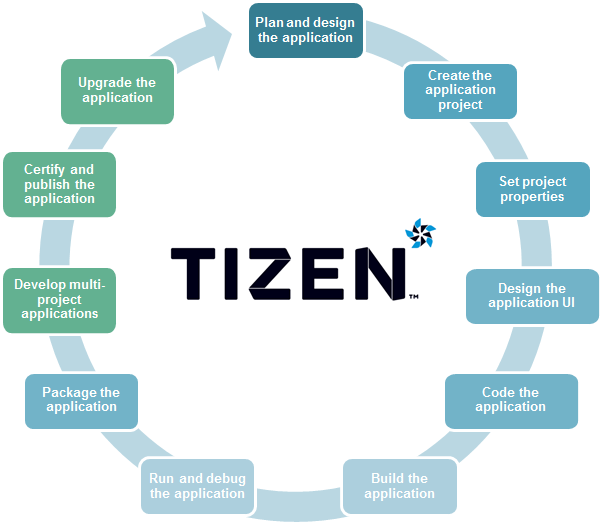 Plan and design
the application
Create the
application
project
Set project
properties
Design the
application UI
Code the
application
Build the
application
Run and debug
the application
Package the
application
Develop multi-
project
applications
Certify and
publish the
application
Upgrade the
application
TIZEN™